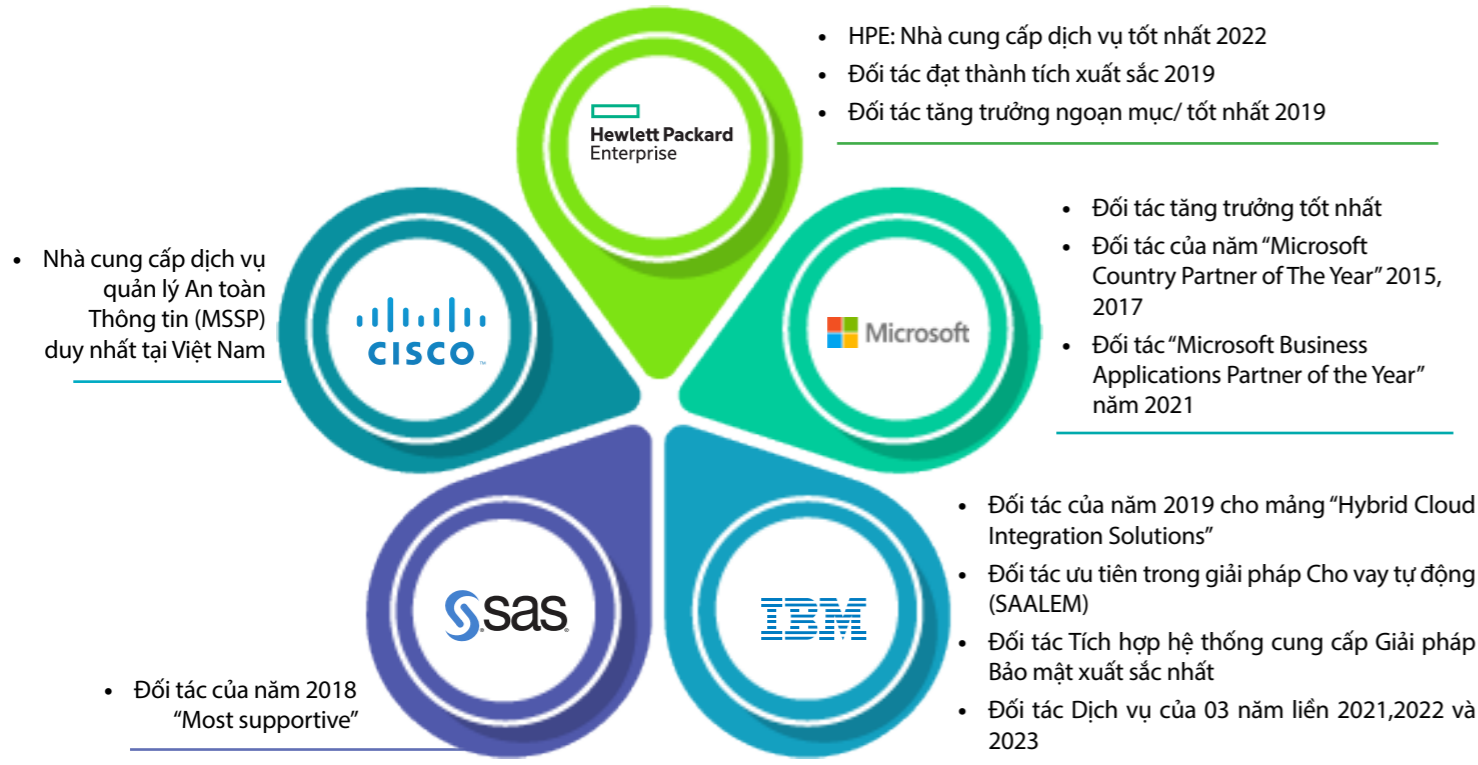 • HPE: Nhà cung cấp dịch vụ tốt nhất 2022
• Đối tác đạt thành tích xuất sắc 2019
• Đối tác tăng trưởng ngoạn mục/ tốt nhất 2019
Hewlett Packard
Enterprise
• Đối tác tăng trưởng tốt nhất
• Đối tác của năm “Microsoft
Country Partner of The Year” 2015,
2017
• Đối tác “Microsoft Business
Applications Partner of the Year”
năm 2021
Microsoft
• Nhà cung cấp dịch vụ
quản lý An toàn
Thông tin (MSSP)
duy nhất tại Việt Nam
CISCO™
• Đối tác của năm 2019 cho mảng “Hybrid Cloud
Integration Solutions”
• Đối tác ưu tiên trong giải pháp Cho vay tự động
(SAALEM)
• Đối tác Tích hợp hệ thống cung cấp Giải pháp
Bảo mật xuất sắc nhất
• Đối tác Dịch vụ của 03 năm liền 2021,2022 và
2023
IBM
sas®
• Đối tác của năm 2018
“Most supportive”